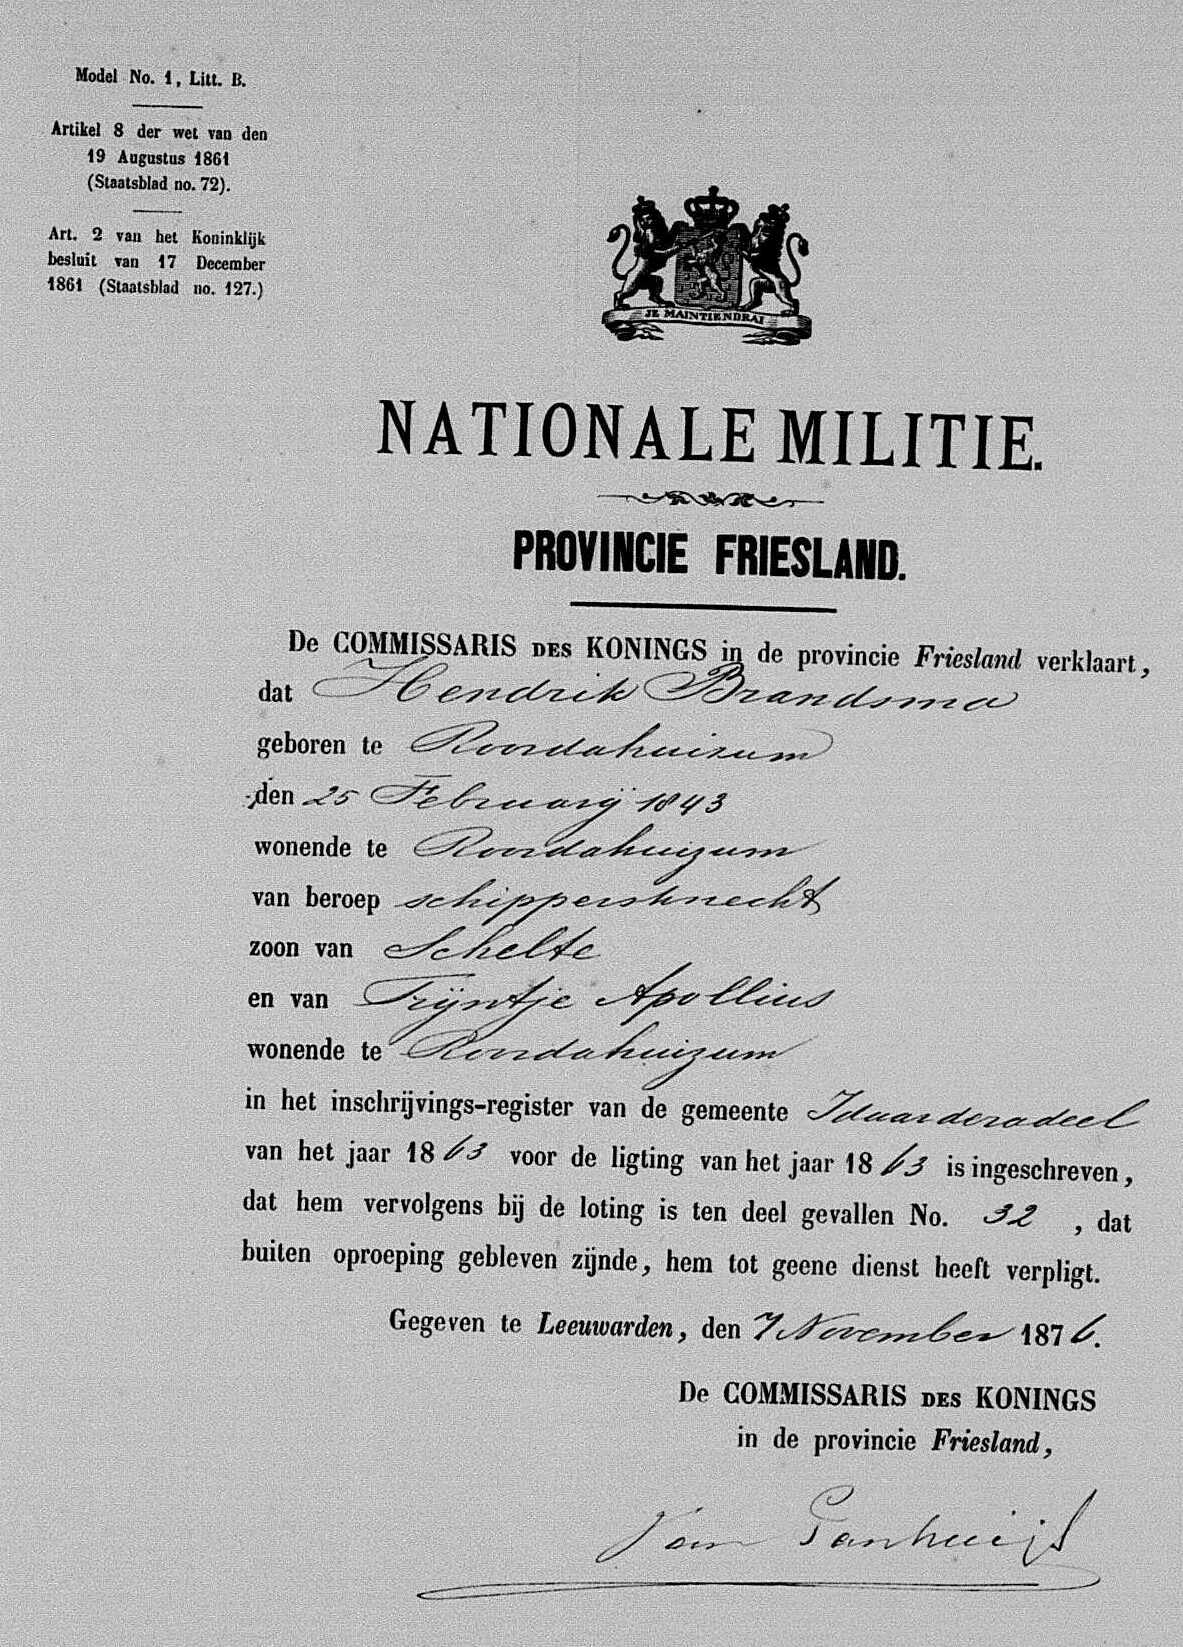 Model No. 1, Litt. B.
Artikel 8 der wet van den
19 Augustus 1861
(Staatsblad no. 72).
Art. 2 van het Koninklijk
besluit van 17 December
1861 (Staatsblad no. 127.)
JE MAINTIENDRAI
NATIONALE MILITIE.
PROVINCIE FRIESLAND.
De COMMISSARIS DES KONINGS in de provincie Friesland verklaart,
dat Hendrik Brandsma
geboren te Roordahuizum
den 25 Februarij 1843
wonende te Roordahuizum
van beroep schippersknecht
zoon van Schelte
en van Trijntje Apollius
wonende te Roordahuizum
in het inschrijvings-register van de gemeente Iduarderadeel
van het jaar 1863 voor de ligting van het jaar 1863 is ingeschreven,
dat hem vervolgens bij de loting is ten deel gevallen No. 32, dat
buiten oproeping gebleven zijnde, hem tot geene dienst heeft verpligt.
Gegeven te Leeuwarden, den 7 November 1876.
De COMMISSARIS DES KONINGS
in de provincie Friesland,
Van Panhuijs